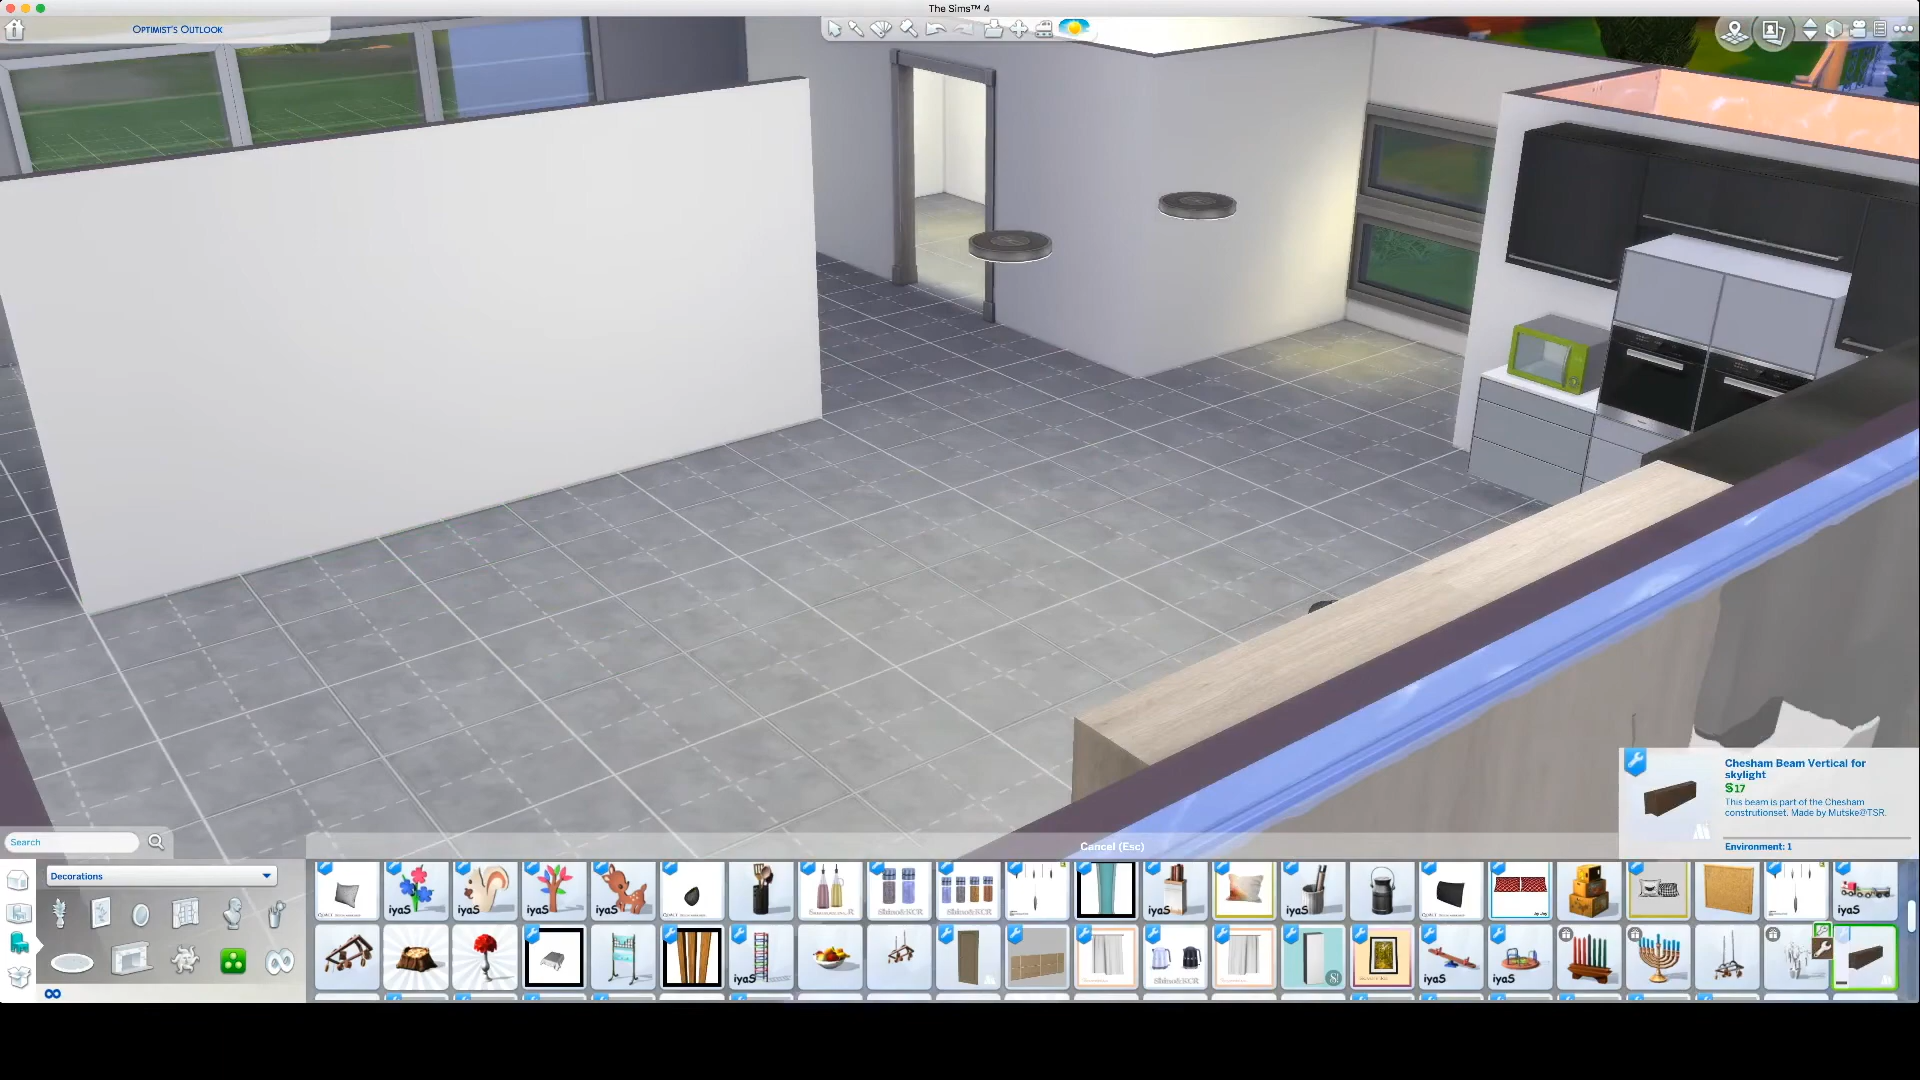 The Sims™ 4
Optimist's Outlook
Chesham Beam Vertical for
skylight
§17
This beam is part of the Chesham
construtionset. Made by Mutske@TSR.
Environment: 1
Search
Cancel (Esc)
Decorations
iyaS
iyaS
iyaS
iyaS
iyaS
iyaS
iyaS
iyaS
iyaS
iyaS